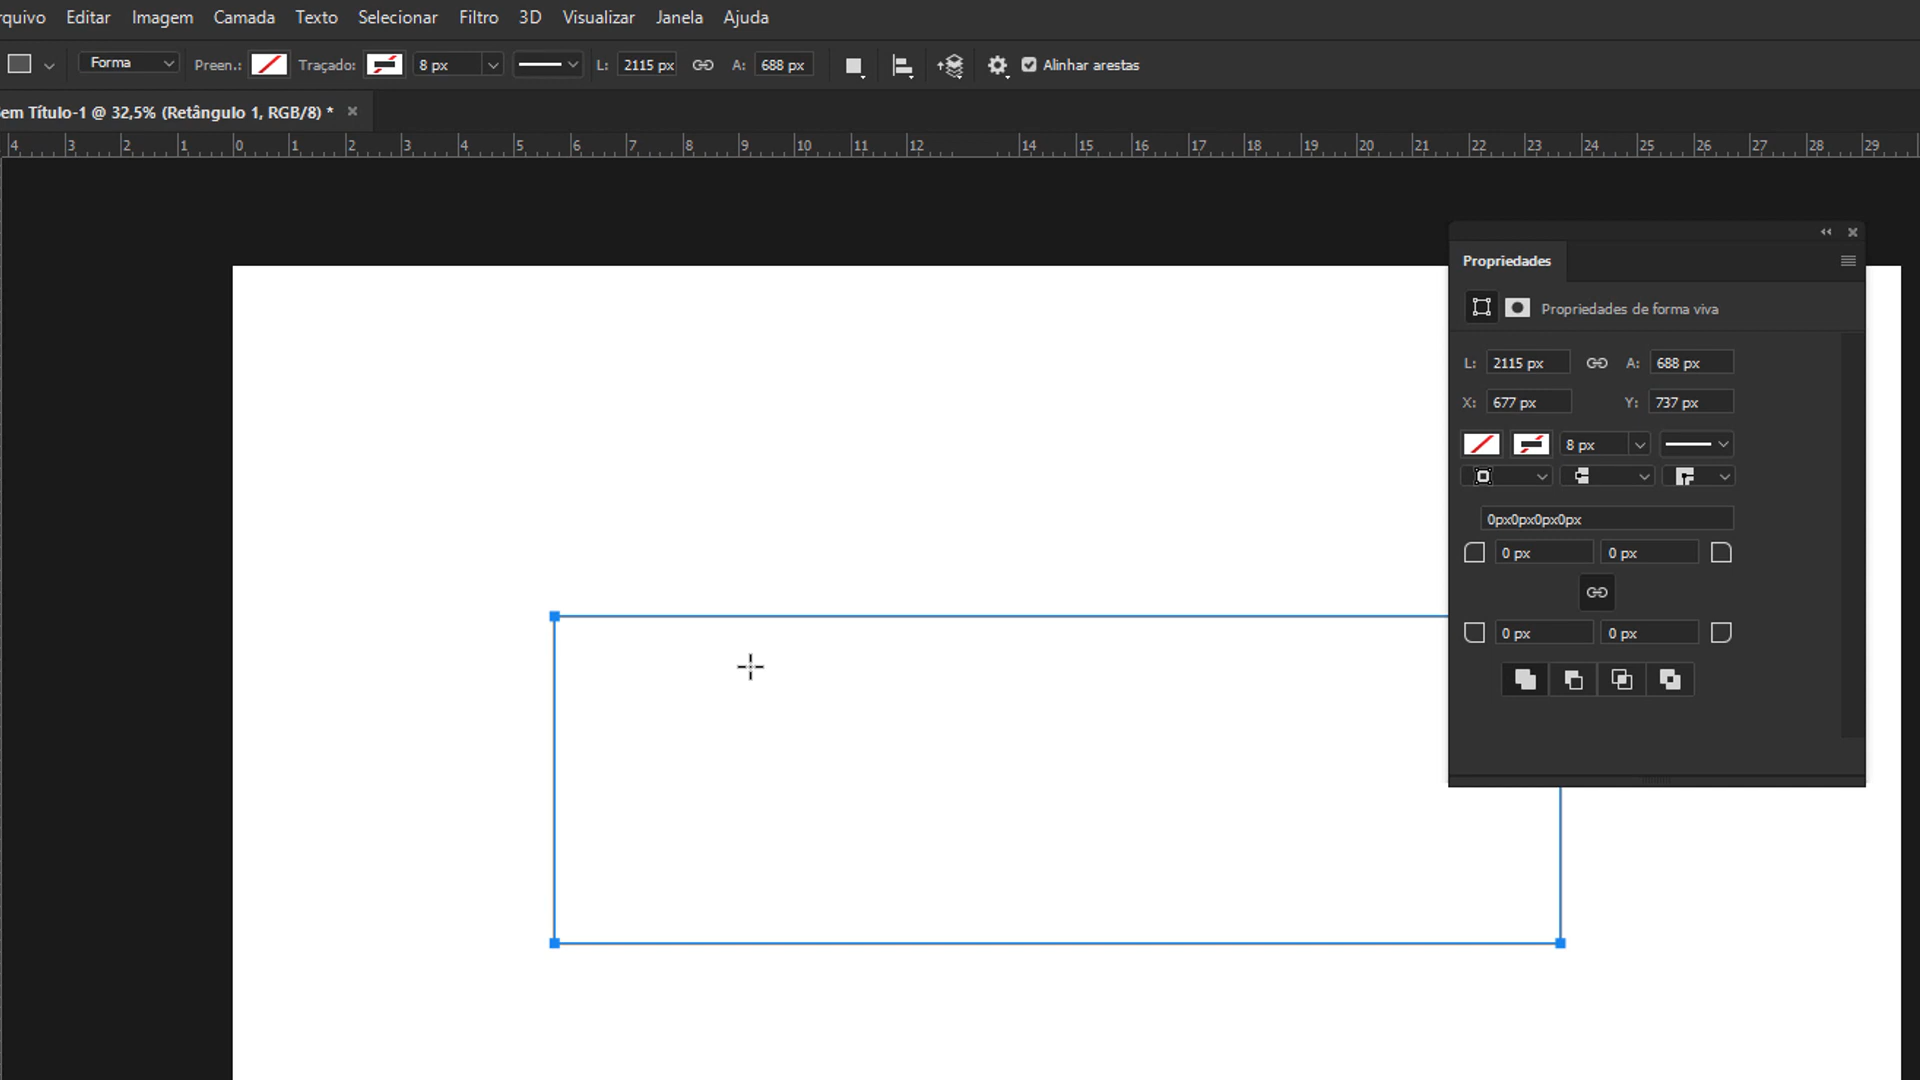 rquivo Editar Imagem Camada Texto Selecionar Filtro 3D Visualizar Janela Ajuda
Forma Preen.: Traçado: 8 px L: 2115 px A: 688 px Alinhar arestas
em Título-1 @ 32,5% (Retângulo 1, RGB/8) *
4 3 2 1 0 1 2 3 4 5 6 7 8 9 10 11 12 14 15 16 17 18 19 20 21 22 23 24 25 26 27 28 29
Propriedades
Propriedades de forma viva
L: 2115 px A: 688 px
X: 677 px Y: 737 px
8 px
0px0px0px0px
0 px 0 px
0 px 0 px